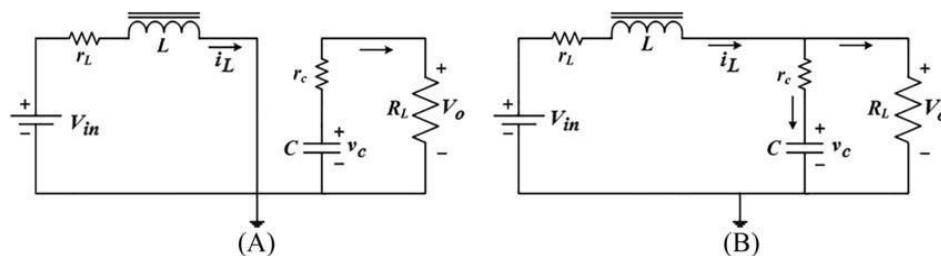 r_L L i_L
+ V_in −
r_c
C + v_c −
R_L + V_o −
(A)
r_L L i_L
+ V_in −
r_c
C + v_c −
R_L + V_o −
(B)